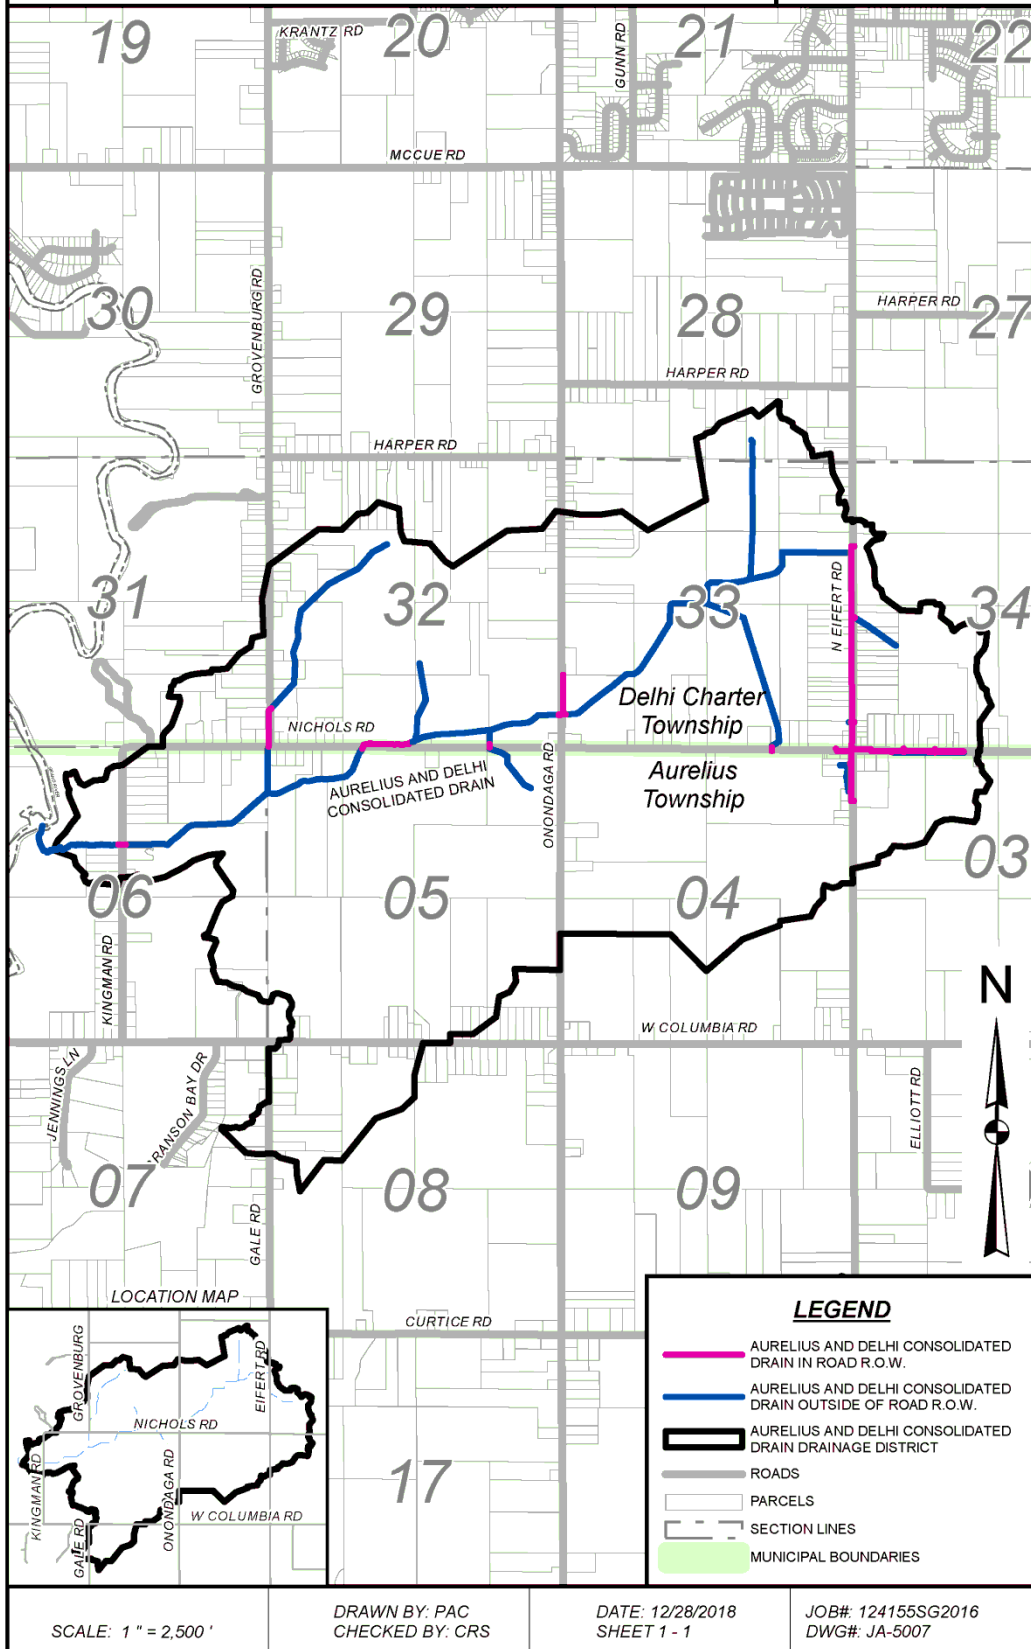 19
KRANTZ RD
20
GUNN RD
21
22
MCCUE RD
30
GROVENBURG RD
29
28
HARPER RD
27
HARPER RD
HARPER RD
31
32
33
N EIFERT RD
34
NICHOLS RD
Delhi Charter
Township
AURELIUS AND DELHI
CONSOLIDATED DRAIN
ONONDAGA RD
Aurelius
Township
06
05
04
03
KINGMAN RD
N
W COLUMBIA RD
JENNINGS LN
RANSON BAY DR
ELLIOTT RD
07
08
09
GALE RD
CURTICE RD
17
LOCATION MAP
GROVENBURG
EIFERT RD
NICHOLS RD
KINGMAN RD
ONONDAGA RD
W COLUMBIA RD
GALE RD
LEGEND
AURELIUS AND DELHI CONSOLIDATED
DRAIN IN ROAD R.O.W.
AURELIUS AND DELHI CONSOLIDATED
DRAIN OUTSIDE OF ROAD R.O.W.
AURELIUS AND DELHI CONSOLIDATED
DRAIN DRAINAGE DISTRICT
ROADS
PARCELS
SECTION LINES
MUNICIPAL BOUNDARIES
SCALE: 1 " = 2,500 '
DRAWN BY: PAC
CHECKED BY: CRS
DATE: 12/28/2018
SHEET 1 - 1
JOB#: 124155SG2016
DWG#: JA-5007